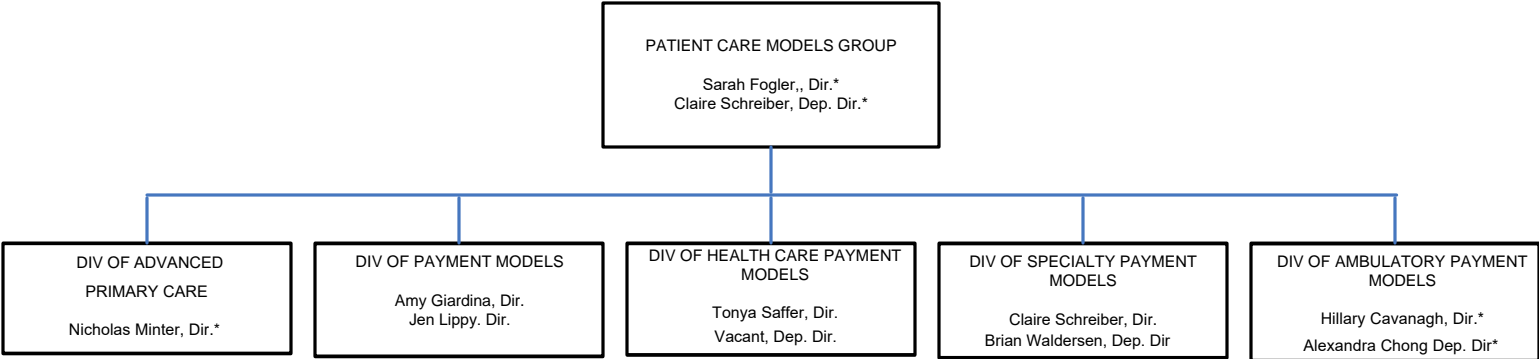 PATIENT CARE MODELS GROUP
Sarah Fogler,, Dir.*
Claire Schreiber, Dep. Dir.*
DIV OF ADVANCED
PRIMARY CARE
Nicholas Minter, Dir.*
DIV OF PAYMENT MODELS
Amy Giardina, Dir.
Jen Lippy. Dir.
DIV OF HEALTH CARE PAYMENT
MODELS
Tonya Saffer, Dir.
Vacant, Dep. Dir.
DIV OF SPECIALTY PAYMENT
MODELS
Claire Schreiber, Dir.
Brian Waldersen, Dep. Dir
DIV OF AMBULATORY PAYMENT
MODELS
Hillary Cavanagh, Dir.*
Alexandra Chong Dep. Dir*